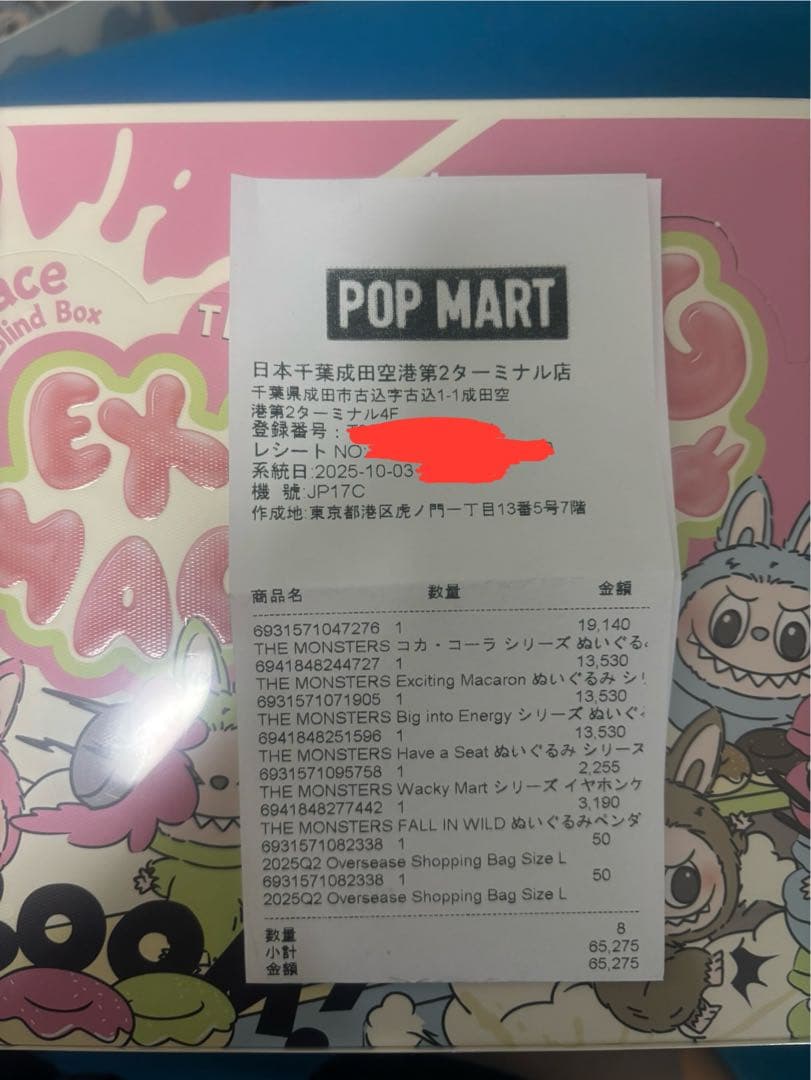 ace
lind Box
EX
MA
POP MART
日本千葉成田空港第2ターミナル店
千葉県成田市古込字古込1-1成田空
港第2ターミナル4F
登録番号:T
レシート NO:
系統日:2025-10-03
機 號:JP17C
作成地:東京都港区虎ノ門一丁目13番5号7階
商品名 数量 金額
6931571047276 1 19,140
THE MONSTERS コカ・コーラ シリーズ ぬいぐる
6941848244727 1 13,530
THE MONSTERS Exciting Macaron ぬいぐるみ シリ
6931571071905 1 13,530
THE MONSTERS Big into Energy シリーズ ぬいぐ
6941848251596 1 13,530
THE MONSTERS Have a Seat ぬいぐるみ シリーズ
6931571095758 1 2,255
THE MONSTERS Wacky Mart シリーズ イヤホンケ
6941848277442 1 3,190
THE MONSTERS FALL IN WILD ぬいぐるみペンダ
6931571082338 1 50
2025Q2 Oversease Shopping Bag Size L
6931571082338 1 50
2025Q2 Oversease Shopping Bag Size L
数量 8
小計 65,275
金額 65,275